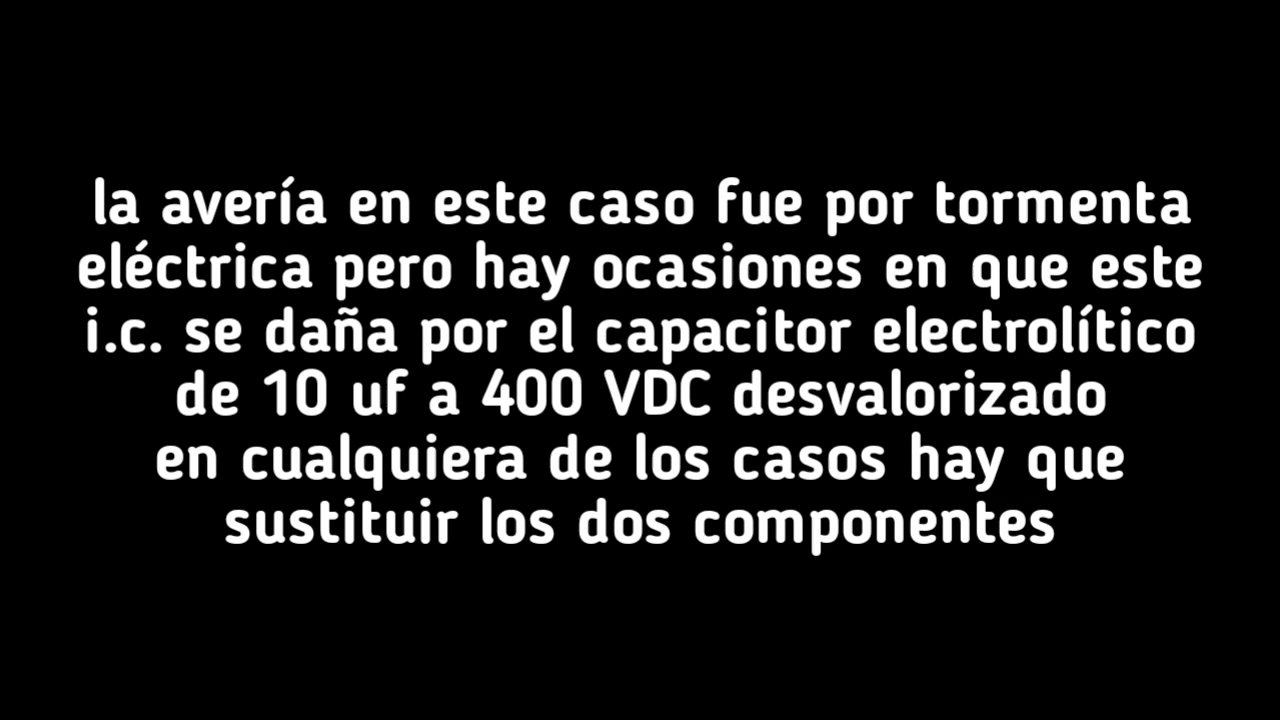 la avería en este caso fue por tormenta
eléctrica pero hay ocasiones en que este
i.c. se daña por el capacitor electrolítico
de 10 uf a 400 VDC desvalorizado
en cualquiera de los casos hay que
sustituir los dos componentes